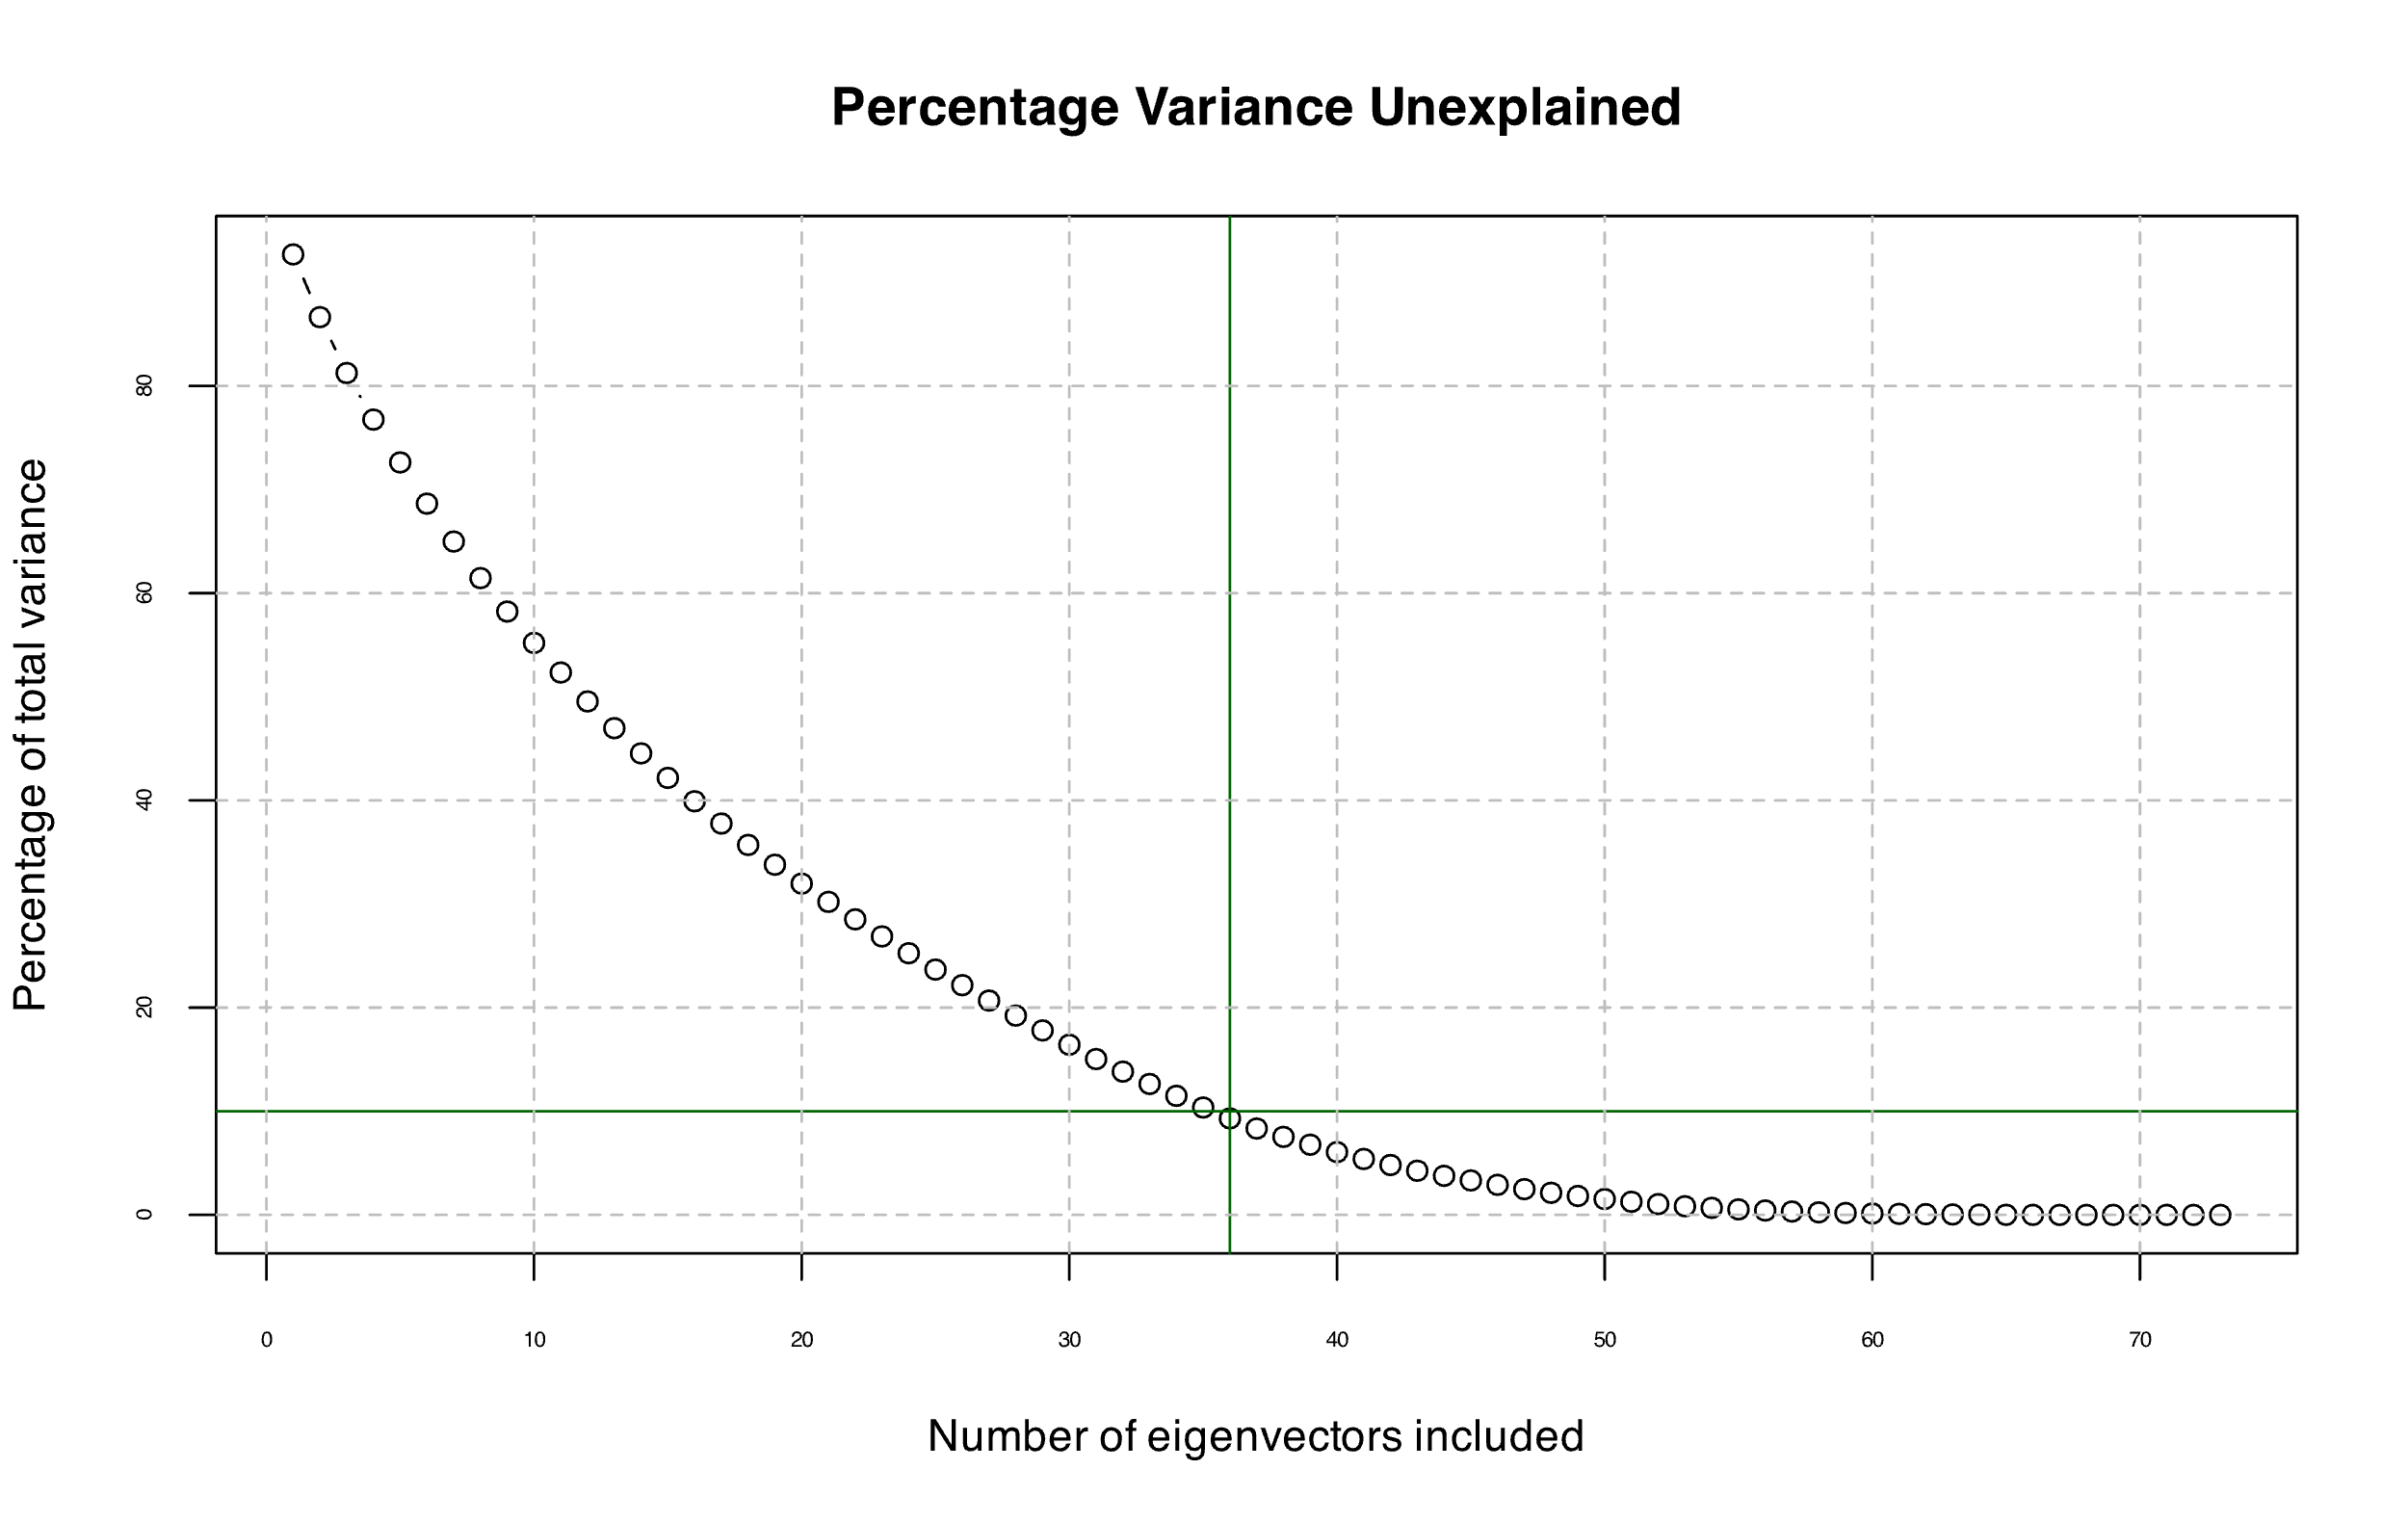 Percentage Variance Unexplained
Percentage of total variance
80
60
40
20
0
0 10 20 30 40 50 60 70
Number of eigenvectors included